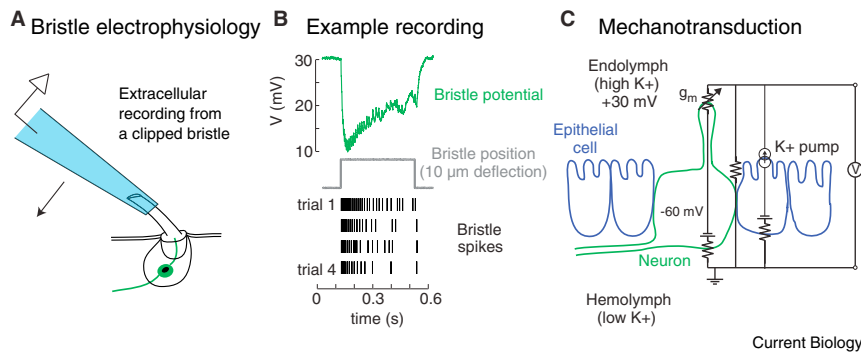 A Bristle electrophysiology
Extracellular
recording from
a clipped bristle
B Example recording
30
20
10
V (mV)
Bristle potential
Bristle position
(10 µm deflection)
trial 1
trial 4
Bristle
spikes
0 0.3 0.6
time (s)
C Mechanotransduction
Endolymph
(high K+)
+30 mV
gm
Epithelial
cell
K+ pump
V
-60 mV
Neuron
Hemolymph
(low K+)
Current Biology